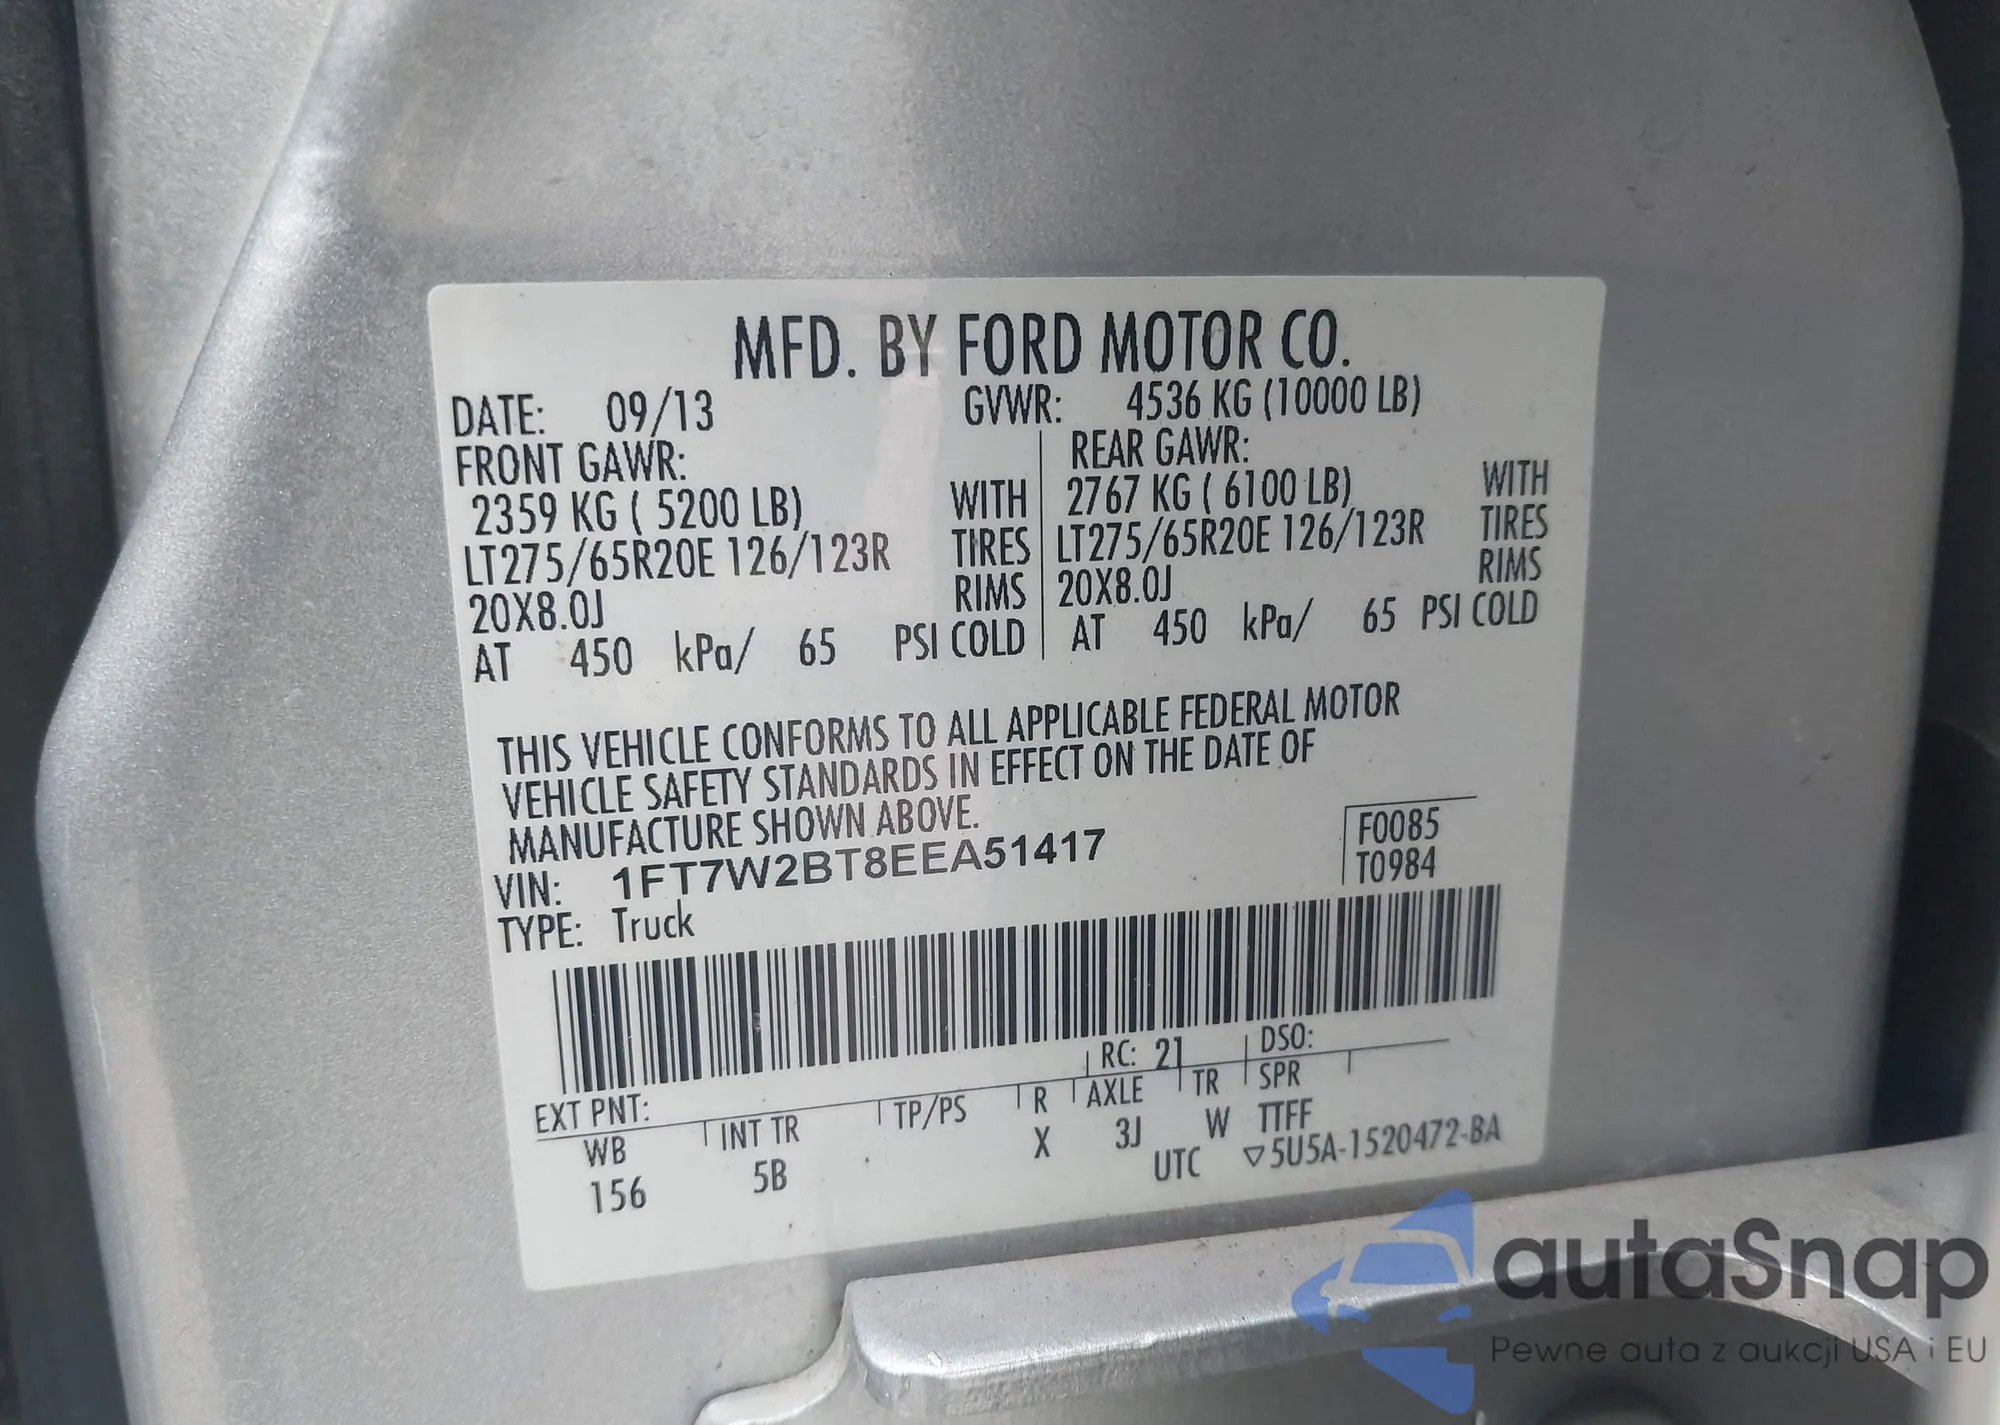 MFD. BY FORD MOTOR CO.
DATE: 09/13 GVWR: 4536 KG (10000 LB)
FRONT GAWR: REAR GAWR:
2359 KG ( 5200 LB) WITH 2767 KG ( 6100 LB) WITH
LT275/65R20E 126/123R TIRES LT275/65R20E 126/123R TIRES
20X8.0J RIMS 20X8.0J RIMS
AT 450 kPa/ 65 PSI COLD AT 450 kPa/ 65 PSI COLD
THIS VEHICLE CONFORMS TO ALL APPLICABLE FEDERAL MOTOR
VEHICLE SAFETY STANDARDS IN EFFECT ON THE DATE OF
MANUFACTURE SHOWN ABOVE.
F0085
VIN: 1FT7W2BT8EEA51417 T0984
TYPE: Truck
EXT PNT: RC: 21 DSO:
WB INT TR TP/PS R AXLE TR SPR
156 5B X 3J W TTFF
UTC ▽5U5A-1520472-BA
autaSnap
Pewne auta z aukcji USA i EU